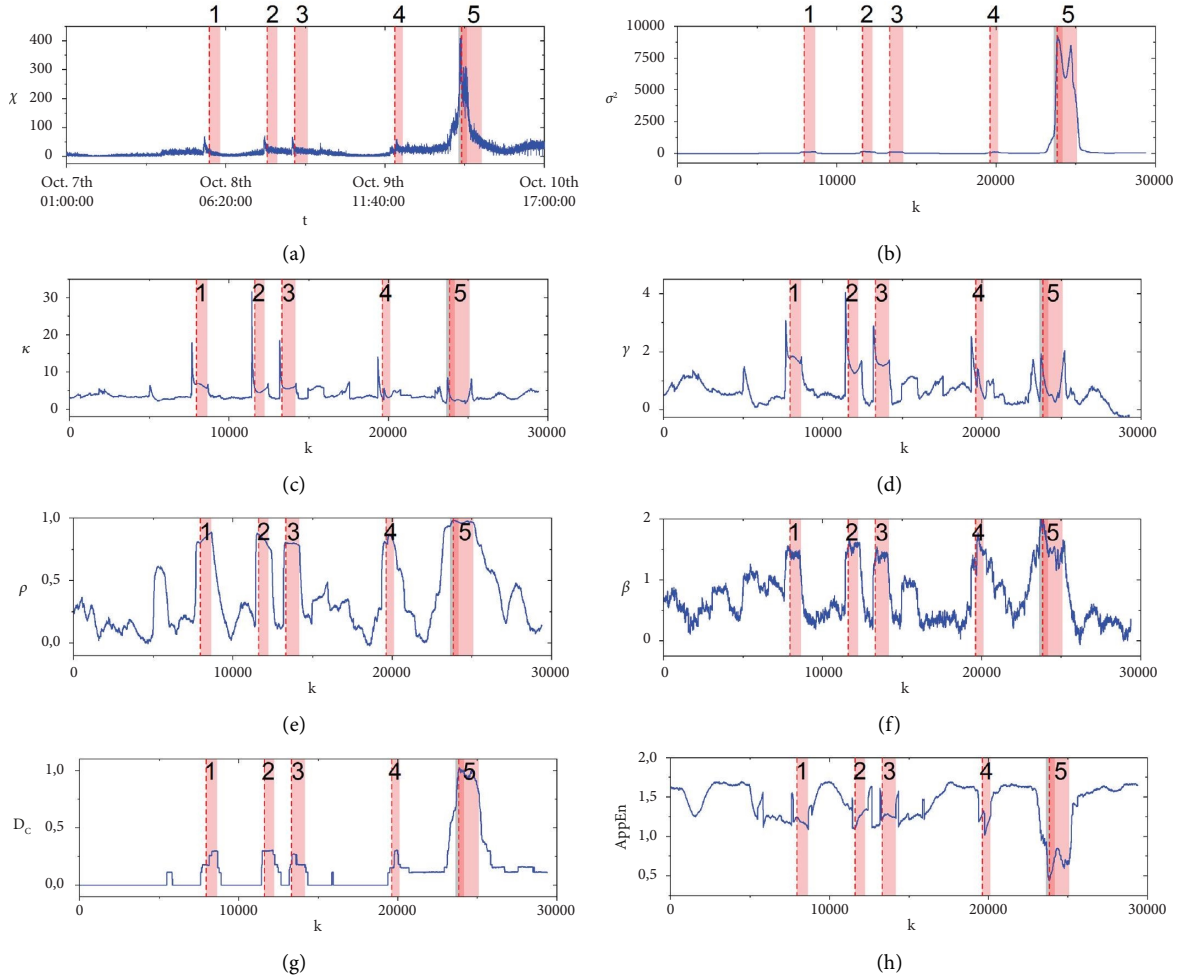 1 2 3 4 5
400
300
200
100
0
χ
Oct. 7th Oct. 8th Oct. 9th Oct. 10th
01:00:00 06:20:00 11:40:00 17:00:00
t
(a)
1 2 3 4 5
10000
7500
5000
2500
0
σ²
0 10000 20000 30000
k
(b)
1 2 3 4 5
30
20
10
0
κ
0 10000 20000 30000
k
(c)
1 2 3 4 5
4
2
0
γ
0 10000 20000 30000
k
(d)
1 2 3 4 5
1,0
0,5
0,0
ρ
0 10000 20000 30000
k
(e)
1 2 3 4 5
2
1
0
β
0 10000 20000 30000
k
(f)
1 2 3 4 5
1,0
0,5
0,0
D_C
0 10000 20000 30000
k
(g)
1 2 3 4 5
2,0
1,5
1,0
0,5
AppEn
0 10000 20000 30000
k
(h)